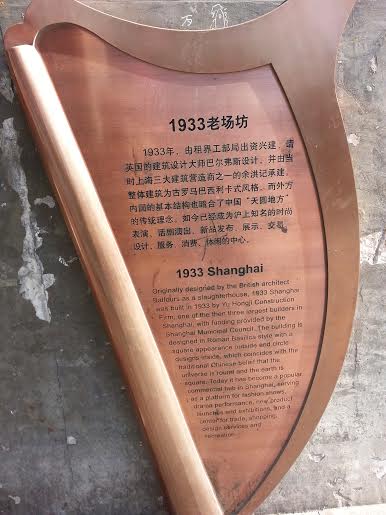 万
1933老场坊
1933年，由租界工部局出资兴建，请
英国的建筑设计大师巴尔弗斯设计，并由当
时上海三大建筑营造商之一的余洪记承建，
整体建筑为古罗马巴西利卡式风格，而外方
内圆的基本结构也暗合了中国“天圆地方”
的传统理念。如今已经成为沪上知名的时尚
表演、话剧演出、新品发布、展示、交易、
设计、服务、消费、休闲的中心。
1933 Shanghai
Originally designed by the British architect
Balfours as a slaughterhouse, 1933 Shanghai
was built in 1933 by Yu Hongji Construction
Firm, one of the then three largest builders in
Shanghai, with funding provided by the
Shanghai Municipal Council. The building is
designed in Roman Basilica style with a
square appearance outside and circle
designs inside, which coincides with the
traditional Chinese belief that the
universe is round and the earth is
square. Today it has become a popular
commercial hub in Shanghai, serving
as a platform for fashion shows,
drama performance, new product
launches and exhibitions, and a
center for trade, shopping,
design services and
recreation.